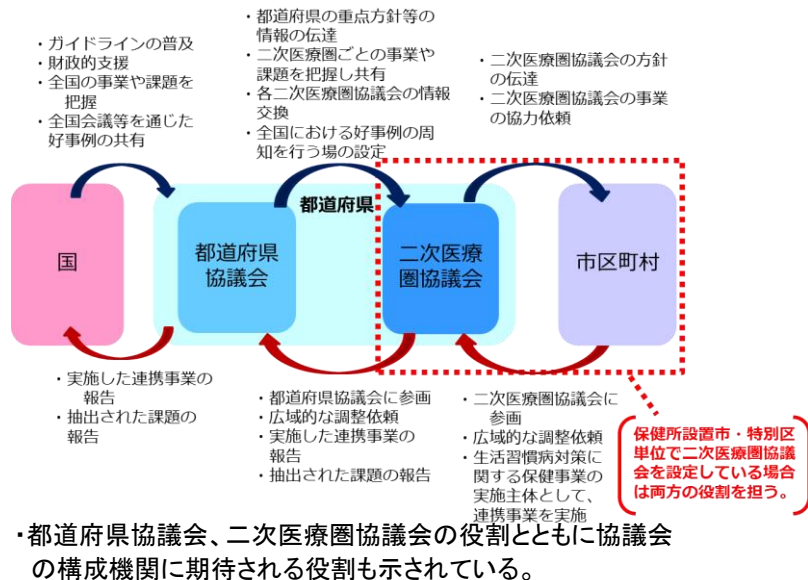 ・ガイドラインの普及
・財政的支援
・全国の事業や課題を
把握
・全国会議等を通じた
好事例の共有
・都道府県の重点方針等の
情報の伝達
・二次医療圏ごとの事業や
課題を把握し共有
・各二次医療圏協議会の情報
交換
・全国における好事例の周
知を行う場の設定
・二次医療圏協議会の方針
の伝達
・二次医療圏協議会の事業
の協力依頼
都道府県
国
都道府県
協議会
二次医療
圏協議会
市区町村
・実施した連携事業の
報告
・抽出された課題の
報告
・都道府県協議会に参画
・広域的な調整依頼
・実施した連携事業の
報告
・抽出された課題の報告
・二次医療圏協議会に
参画
・広域的な調整依頼
・生活習慣病対策に
関する保健事業の
実施主体として、
連携事業を実施
保健所設置市・特別区
単位で二次医療圏協議
会を設定している場合
は両方の役割を担う。
・都道府県協議会、二次医療圏協議会の役割とともに協議会
の構成機関に期待される役割も示されている。